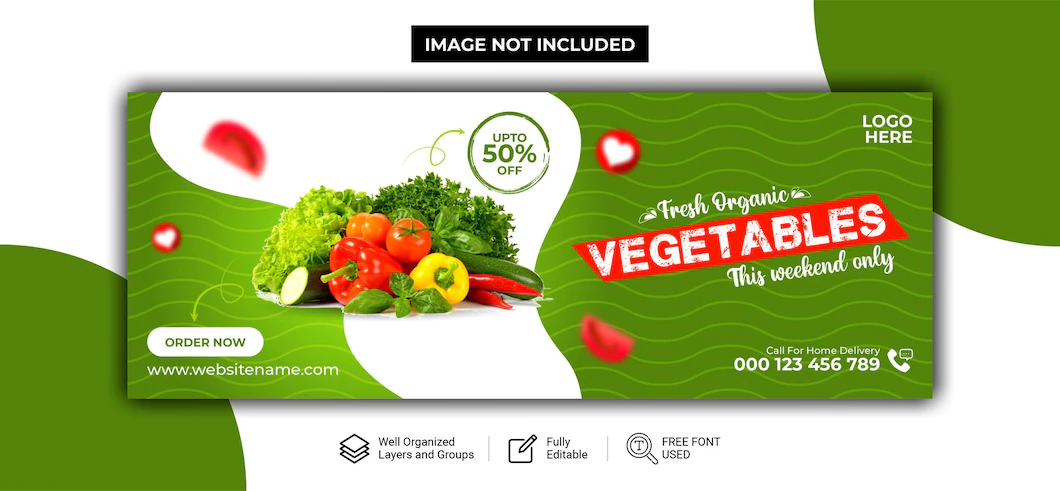 IMAGE NOT INCLUDED
UPTO
50%
OFF
LOGO
HERE
Fresh Organic
VEGETABLES
This weekend only
ORDER NOW
www.websitename.com
Call For Home Delivery
000 123 456 789
Well Organized
Layers and Groups
Fully
Editable
T
FREE FONT
USED